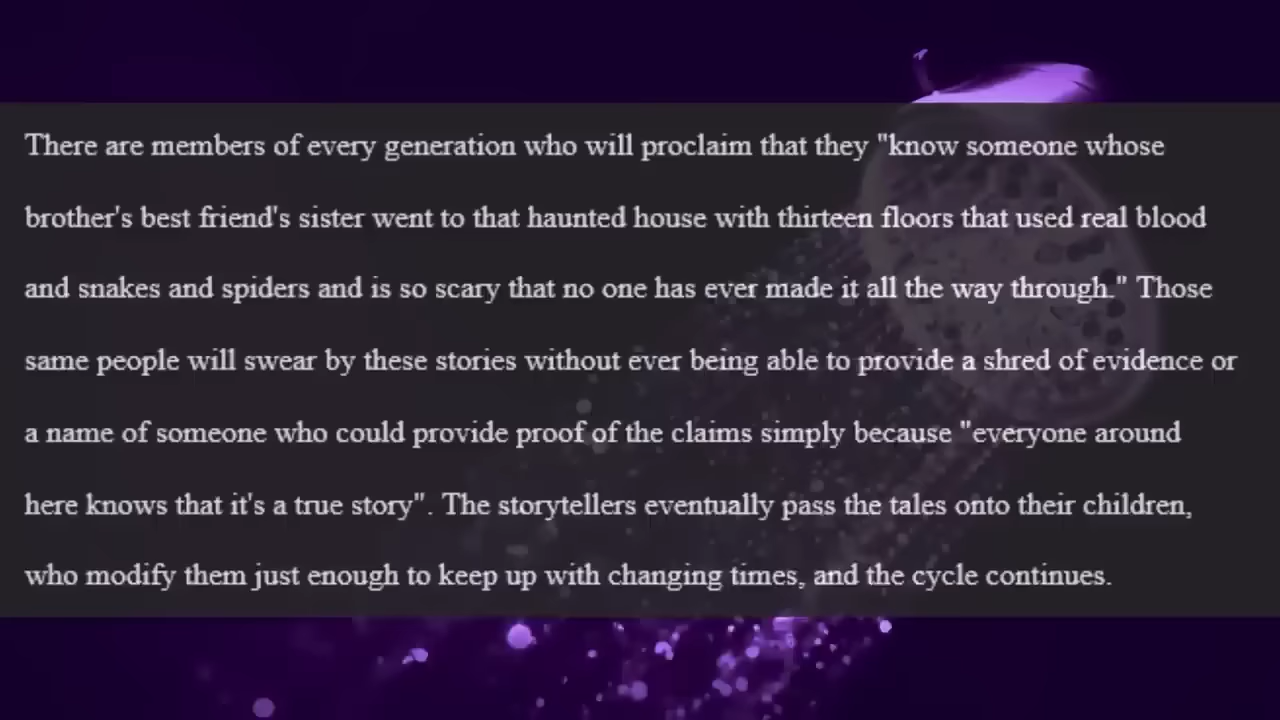 There are members of every generation who will proclaim that they "know someone whose
brother's best friend's sister went to that haunted house with thirteen floors that used real blood
and snakes and spiders and is so scary that no one has ever made it all the way through." Those
same people will swear by these stories without ever being able to provide a shred of evidence or
a name of someone who could provide proof of the claims simply because "everyone around
here knows that it's a true story". The storytellers eventually pass the tales onto their children,
who modify them just enough to keep up with changing times, and the cycle continues.